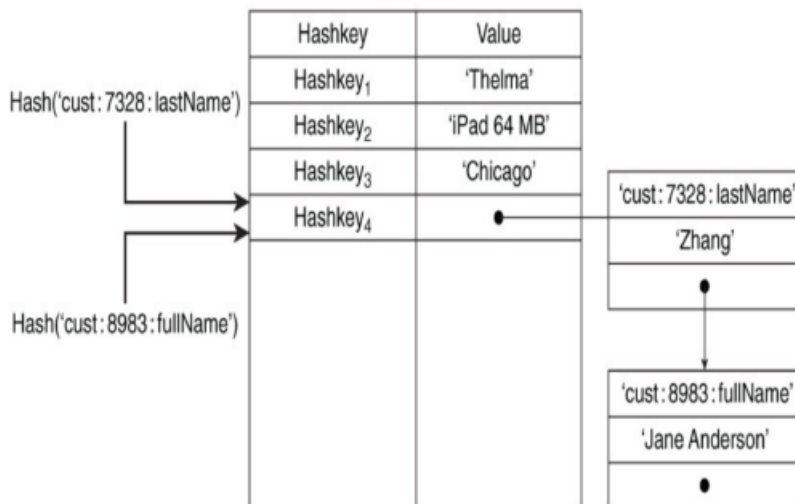 Hashkey Value
Hashkey₁ ‘Thelma’
Hash(‘cust:7328:lastName’)
Hashkey₂ ‘iPad 64 MB’
Hashkey₃ ‘Chicago’
‘cust:7328:lastName’
Hashkey₄
‘Zhang’
Hash(‘cust:8983:fullName’)
‘cust:8983:fullName’
‘Jane Anderson’